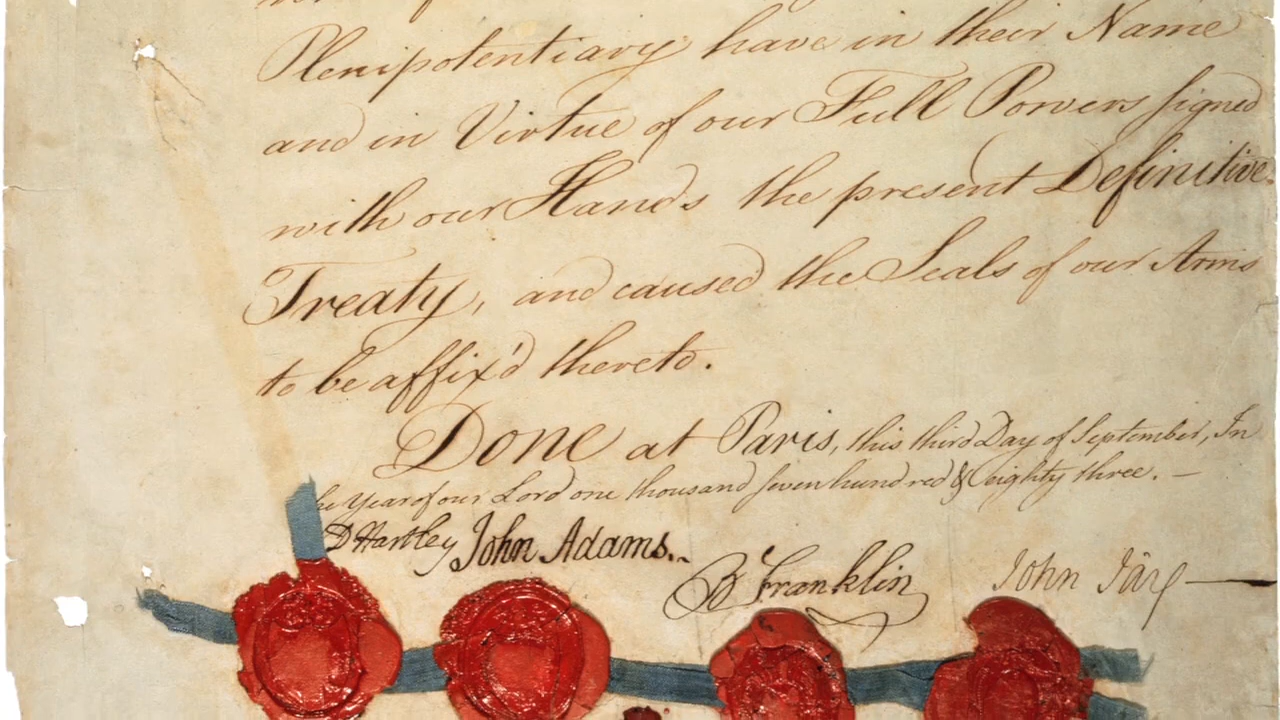 Plenipotentiary have in their Name
and in Virtue of our Full Powers signed
with our Hands the present Definitive
Treaty, and caused the Seals of our Arms
to be affix'd thereto.
Done at Paris, this third Day of September, In
he Year of our Lord one thousand seven hundred & eighty three. —
D Hartley John Adams.
B Franklin
John Jay